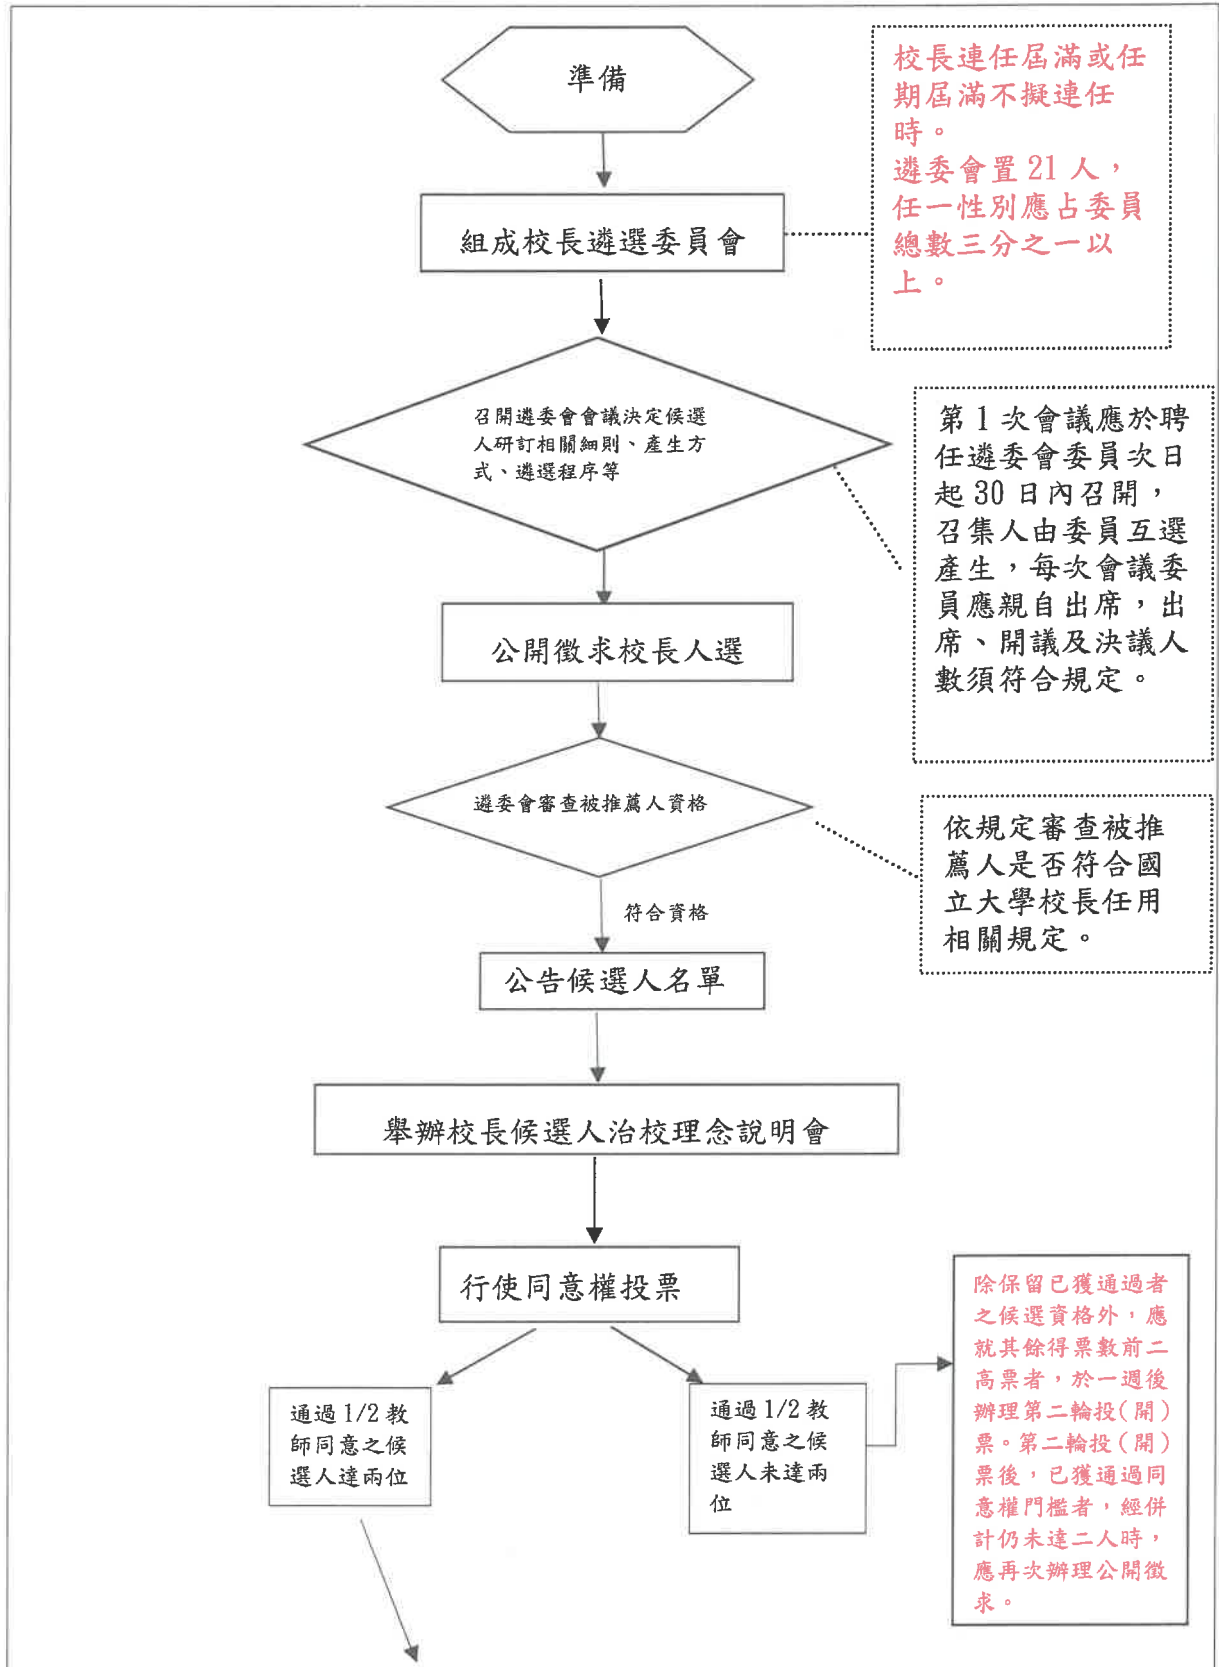 準備
校長連任屆滿或任
期屆滿不擬連任
時。
遴委會置 21 人，
任一性別應占委員
總數三分之一以
上。
組成校長遴選委員會
召開遴委會會議決定候選
人研訂相關細則、產生方
式、遴選程序等
第 1 次會議應於聘
任遴委會委員次日
起 30 日內召開，
召集人由委員互選
產生，每次會議委
員應親自出席，出
席、開議及決議人
數須符合規定。
公開徵求校長人選
遴委會審查被推薦人資格
依規定審查被推
薦人是否符合國
立大學校長任用
相關規定。
符合資格
公告候選人名單
舉辦校長候選人治校理念說明會
行使同意權投票
通過 1/2 教
師同意之候
選人達兩位
通過 1/2 教
師同意之候
選人未達兩
位
除保留已獲通過者
之候選資格外，應
就其餘得票數前二
高票者，於一週後
辦理第二輪投(開)
票。第二輪投(開)
票後，已獲通過同
意權門檻者，經併
計仍未達二人時，
應再次辦理公開徵
求。